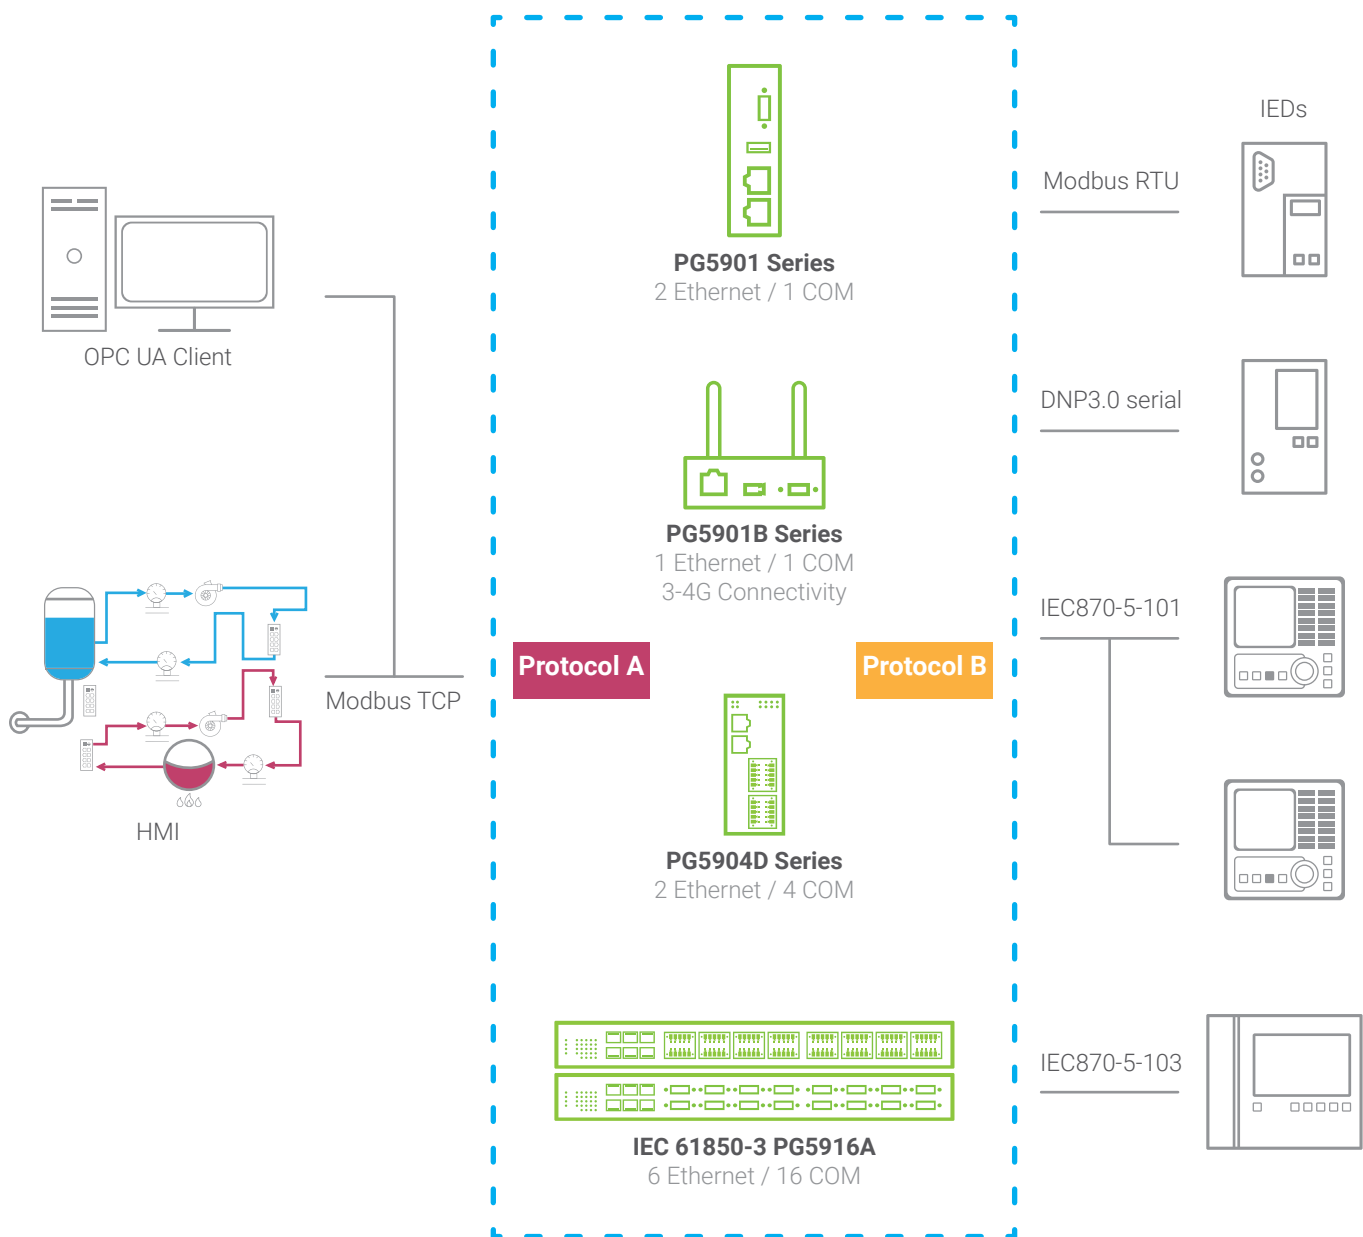 OPC UA Client
HMI
Modbus TCP
PG5901 Series
2 Ethernet / 1 COM
PG5901B Series
1 Ethernet / 1 COM
3-4G Connectivity
Protocol A
Protocol B
PG5904D Series
2 Ethernet / 4 COM
IEC 61850-3 PG5916A
6 Ethernet / 16 COM
IEDs
Modbus RTU
DNP3.0 serial
IEC870-5-101
IEC870-5-103